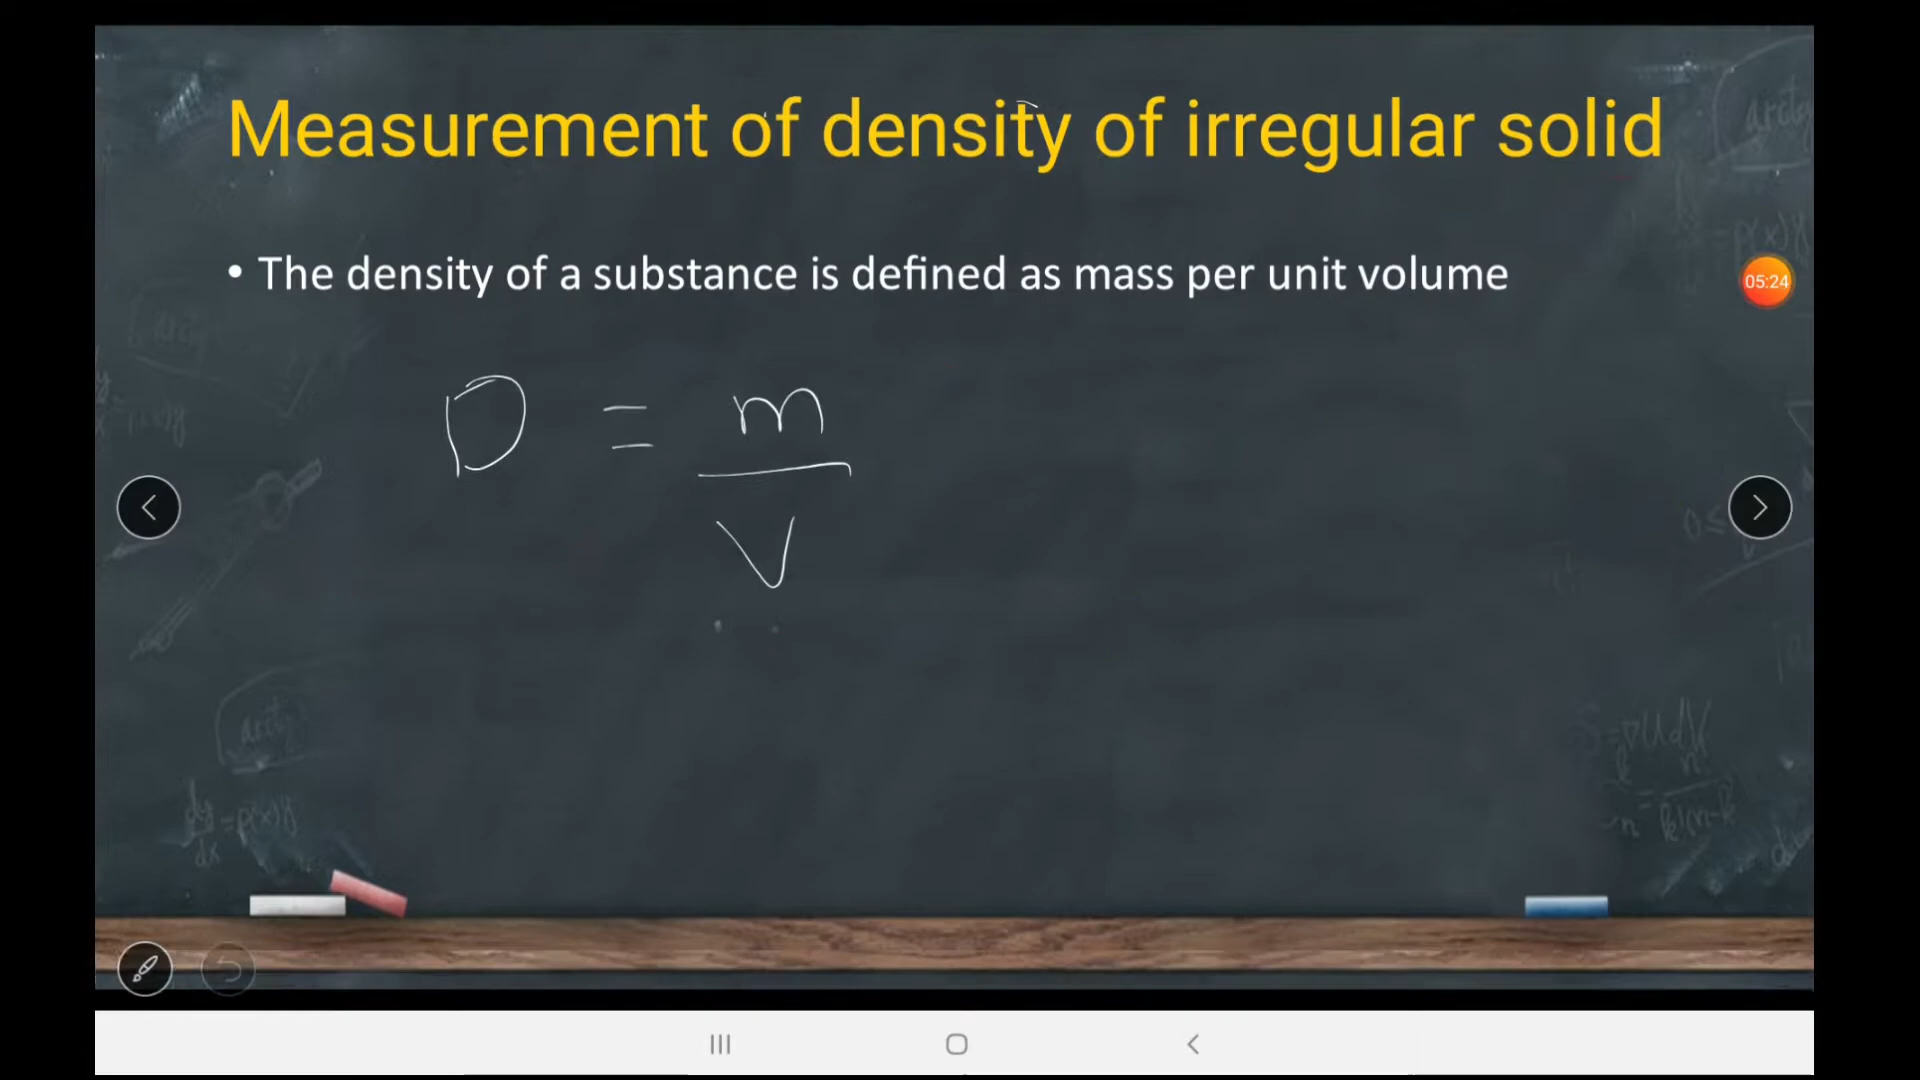 Measurement of density of irregular solid
• The density of a substance is defined as mass per unit volume
05:24
D = m
V